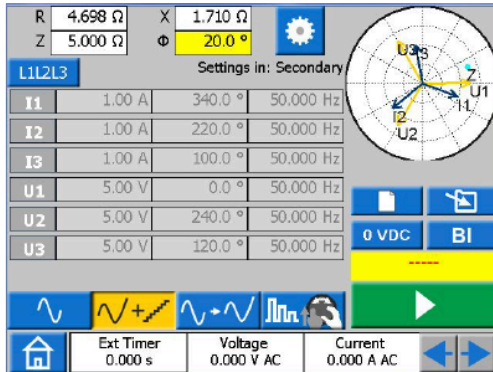 R 4.698 Ω X 1.710 Ω
Z 5.000 Ω Φ 20.0 °
L1L2L3 Settings in: Secondary
I1 1.00 A 340.0 ° 50.000 Hz
I2 1.00 A 220.0 ° 50.000 Hz
I3 1.00 A 100.0 ° 50.000 Hz
U1 5.00 V 0.0 ° 50.000 Hz
U2 5.00 V 240.0 ° 50.000 Hz
U3 5.00 V 120.0 ° 50.000 Hz
U3
Z
U1
I1
I2
U2
0 VDC BI
-----
Ext Timer Voltage Current
0.000 s 0.000 V AC 0.000 A AC